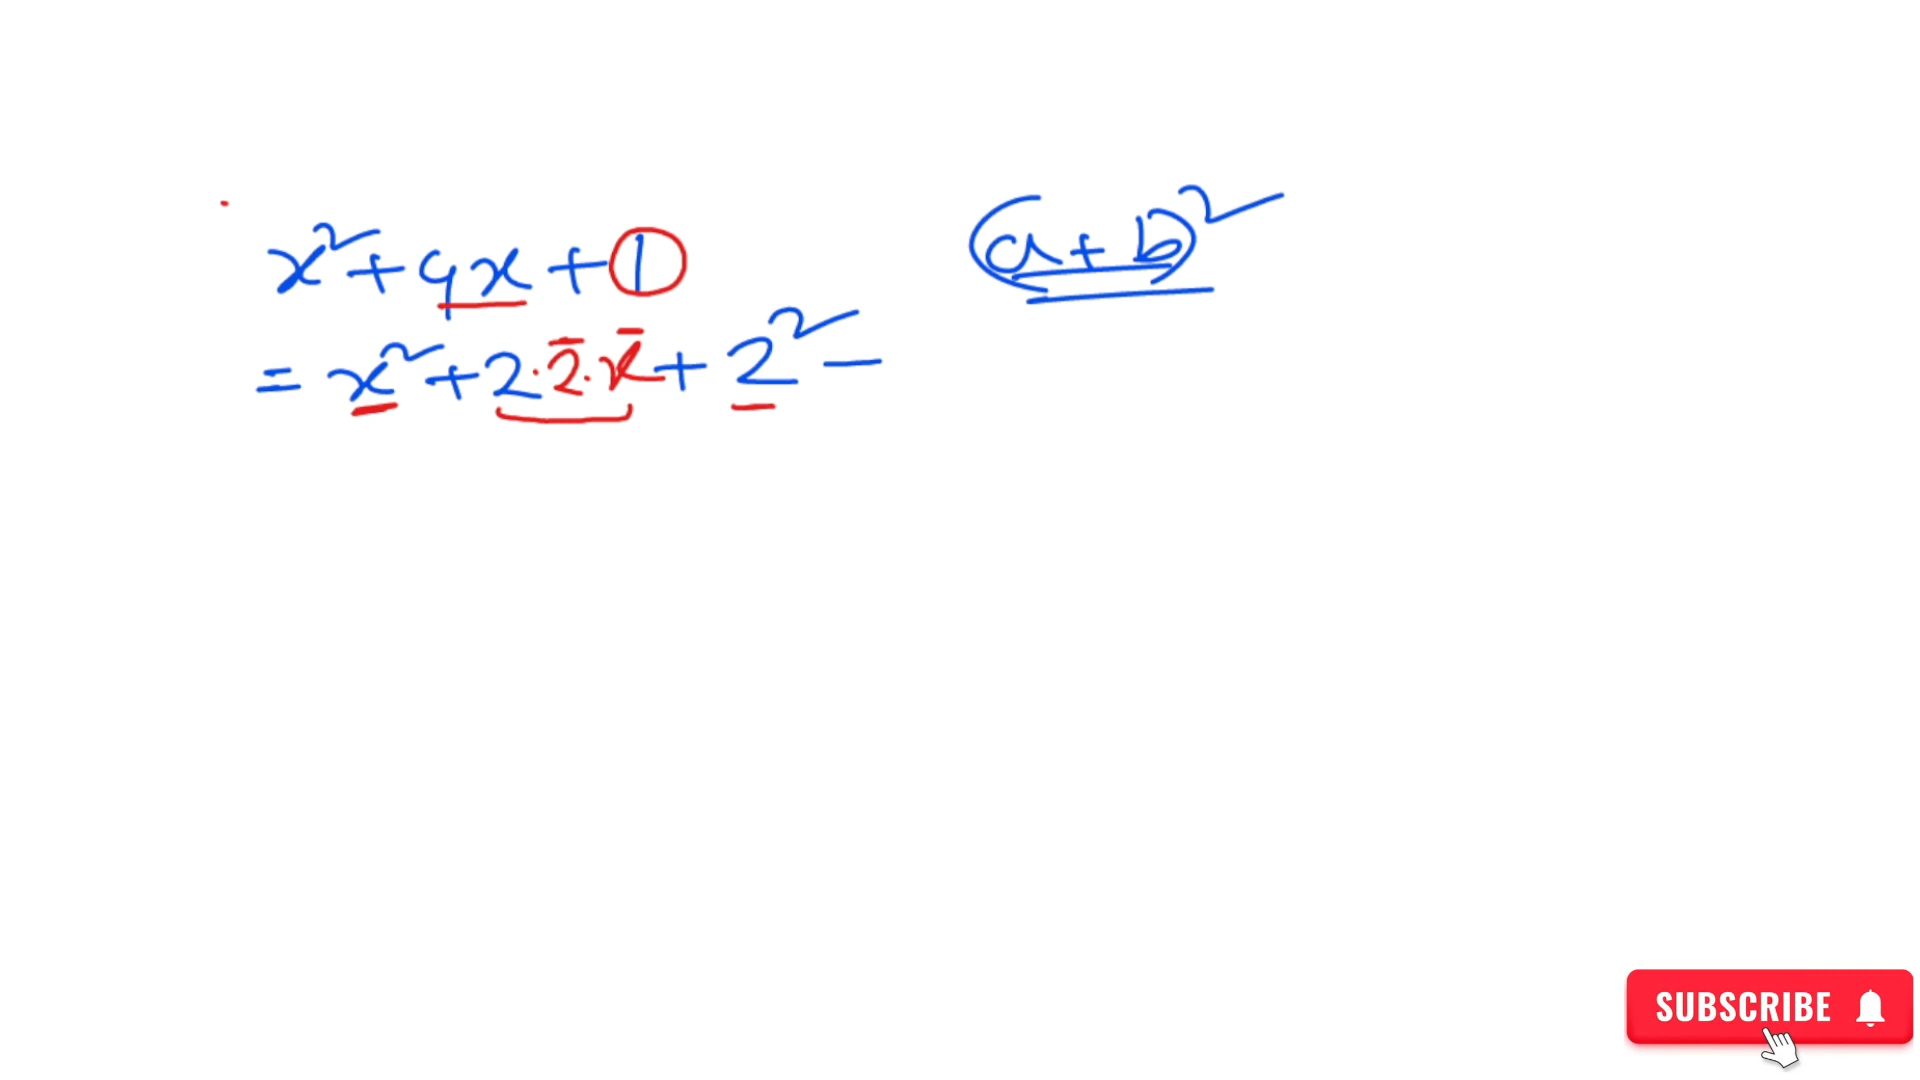 x²+4x+1
(a+b)²
= x²+2·2·x+2²-
SUBSCRIBE